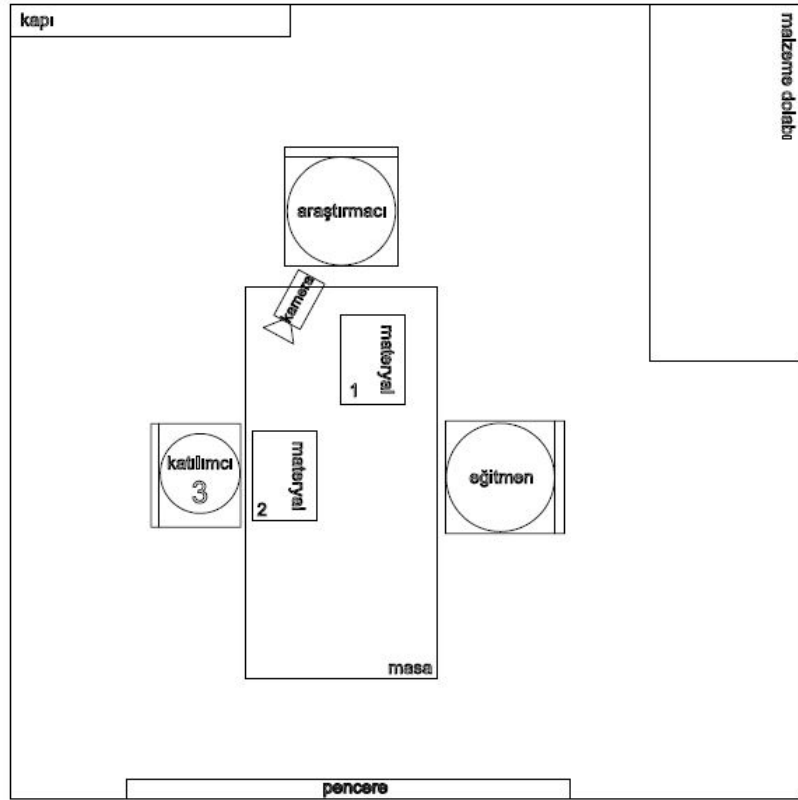 kapı
malzeme dolabı
araştırmacı
kamera
materyal
1
katılımcı
3
materyal
2
eğitmen
masa
pencere